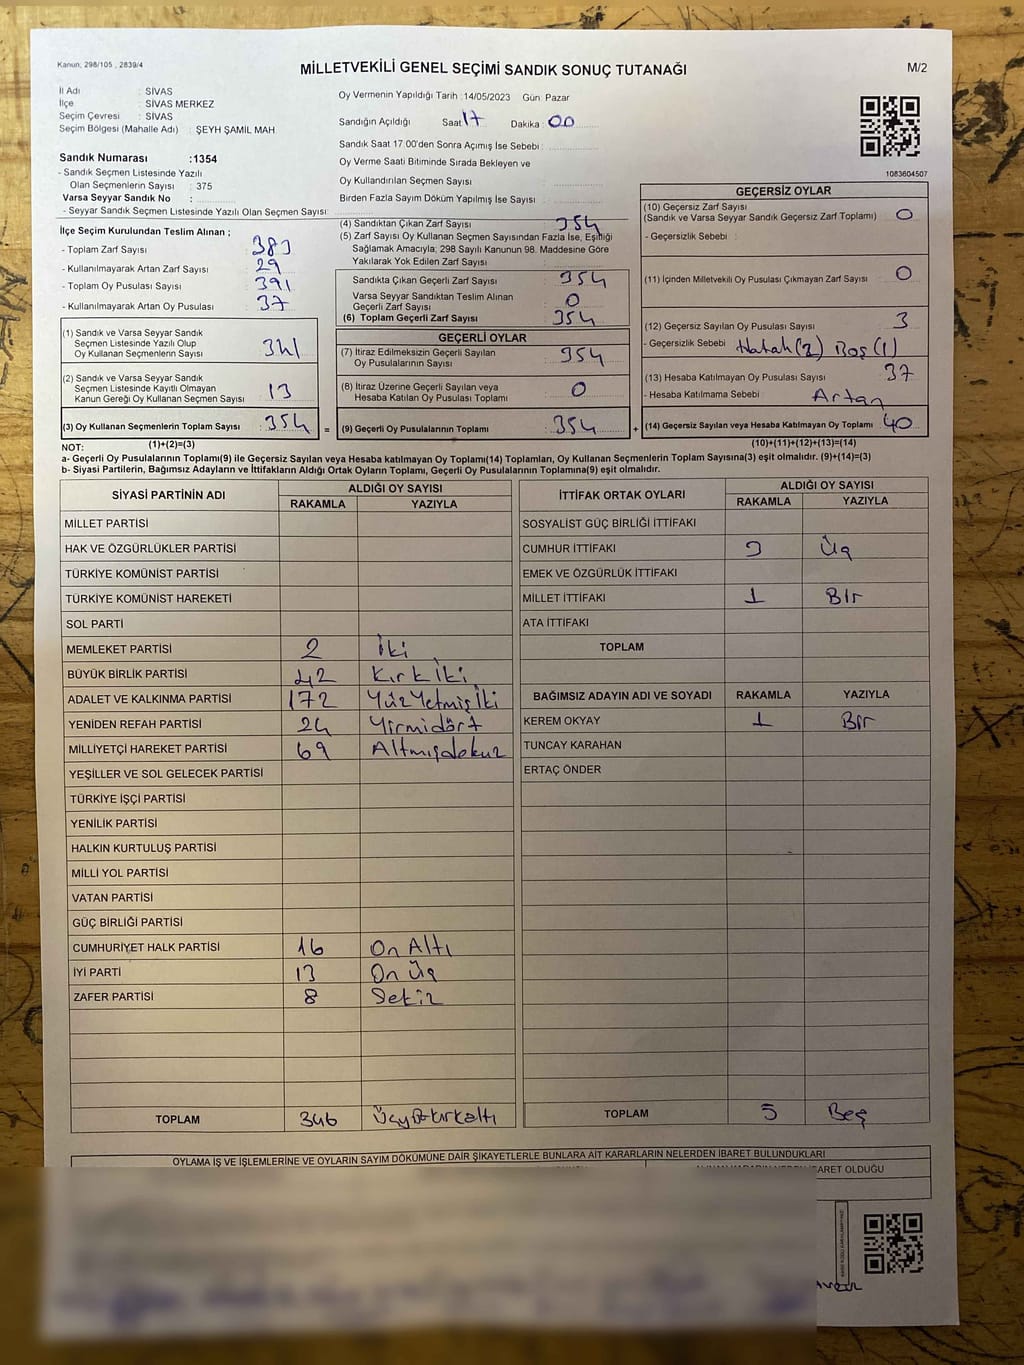 Kanun; 298/105 , 2839/4
MİLLETVEKİLİ GENEL SEÇİMİ SANDIK SONUÇ TUTANAĞI
M/2
İl Adı : SİVAS
İlçe : SİVAS MERKEZ
Seçim Çevresi : SİVAS
Seçim Bölgesi (Mahalle Adı) : ŞEYH ŞAMİL MAH
Sandık Numarası :1354
- Sandık Seçmen Listesinde Yazılı
Olan Seçmenlerin Sayısı : 375
Varsa Seyyar Sandık No :
- Seyyar Sandık Seçmen Listesinde Yazılı Olan Seçmen Sayısı:
Oy Vermenin Yapıldığı Tarih :14/05/2023 Gün: Pazar
Sandığın Açıldığı Saat: 17 Dakika : 00
Sandık Saat 17.00'den Sonra Açılmış İse Sebebi :
Oy Verme Saati Bitiminde Sırada Bekleyen ve
Oy Kullandırılan Seçmen Sayısı
Birden Fazla Sayım Döküm Yapılmış İse Sayısı :
1083604507
İlçe Seçim Kurulundan Teslim Alınan ;
- Toplam Zarf Sayısı 383
- Kullanılmayarak Artan Zarf Sayısı 29
- Toplam Oy Pusulası Sayısı 391
- Kullanılmayarak Artan Oy Pusulası 37
(1) Sandık ve Varsa Seyyar Sandık
Seçmen Listesinde Yazılı Olup
Oy Kullanan Seçmenlerin Sayısı 341
(2) Sandık ve Varsa Seyyar Sandık
Seçmen Listesinde Kayıtlı Olmayan
Kanun Gereği Oy Kullanan Seçmen Sayısı 13
(3) Oy Kullanan Seçmenlerin Toplam Sayısı 354 =
(1)+(2)=(3)
(4) Sandıktan Çıkan Zarf Sayısı 354
(5) Zarf Sayısı Oy Kullanan Seçmen Sayısından Fazla İse, Eşitliği
Sağlamak Amacıyla; 298 Sayılı Kanunun 98. Maddesine Göre
Yakılarak Yok Edilen Zarf Sayısı
Sandıkta Çıkan Geçerli Zarf Sayısı 354
Varsa Seyyar Sandıktan Teslim Alınan
Geçerli Zarf Sayısı 0
(6) Toplam Geçerli Zarf Sayısı 354
GEÇERLİ OYLAR
(7) İtiraz Edilmeksizin Geçerli Sayılan
Oy Pusulalarının Sayısı 354
(8) İtiraz Üzerine Geçerli Sayılan veya
Hesaba Katılan Oy Pusulası Toplamı 0
(9) Geçerli Oy Pusulalarının Toplamı 354 +
GEÇERSİZ OYLAR
(10) Geçersiz Zarf Sayısı
(Sandık ve Varsa Seyyar Sandık Geçersiz Zarf Toplamı) 0
- Geçersizlik Sebebi :
(11) İçinden Milletvekili Oy Pusulası Çıkmayan Zarf Sayısı 0
(12) Geçersiz Sayılan Oy Pusulası Sayısı 3
- Geçersizlik Sebebi Hatalı(2) Boş(1)
(13) Hesaba Katılmayan Oy Pusulası Sayısı 37
- Hesaba Katılmama Sebebi : Artan
(14) Geçersiz Sayılan veya Hesaba Katılmayan Oy Toplamı 40
(10)+(11)+(12)+(13)=(14)
NOT:
a- Geçerli Oy Pusulalarının Toplamı(9) ile Geçersiz Sayılan veya Hesaba katılmayan Oy Toplamı(14) Toplamları, Oy Kullanan Seçmenlerin Toplam Sayısına(3) eşit olmalıdır. (9)+(14)=(3)
b- Siyasi Partilerin, Bağımsız Adayların ve İttifakların Aldığı Ortak Oyların Toplamı, Geçerli Oy Pusulalarının Toplamına(9) eşit olmalıdır.
SİYASİ PARTİNİN ADI ALDIĞI OY SAYISI
RAKAMLA YAZIYLA
MİLLET PARTİSİ
HAK VE ÖZGÜRLÜKLER PARTİSİ
TÜRKİYE KOMÜNİST PARTİSİ
TÜRKİYE KOMÜNİST HAREKETİ
SOL PARTİ
MEMLEKET PARTİSİ 2 İki
BÜYÜK BİRLİK PARTİSİ 42 Kırk İki
ADALET VE KALKINMA PARTİSİ 172 YüzYetmişİki
YENİDEN REFAH PARTİSİ 24 Yirmidört
MİLLİYETÇİ HAREKET PARTİSİ 69 Altmışdokuz
YEŞİLLER VE SOL GELECEK PARTİSİ
TÜRKİYE İŞÇİ PARTİSİ
YENİLİK PARTİSİ
HALKIN KURTULUŞ PARTİSİ
MİLLİ YOL PARTİSİ
VATAN PARTİSİ
GÜÇ BİRLİĞİ PARTİSİ
CUMHURİYET HALK PARTİSİ 16 On Altı
İYİ PARTİ 13 On Üç
ZAFER PARTİSİ 8 Sekiz
TOPLAM 346 Üçyüzkırkaltı
İTTİFAK ORTAK OYLARI ALDIĞI OY SAYISI
RAKAMLA YAZIYLA
SOSYALİST GÜÇ BİRLİĞİ İTTİFAKI
CUMHUR İTTİFAKI 3 Üç
EMEK VE ÖZGÜRLÜK İTTİFAKI
MİLLET İTTİFAKI 1 Bir
ATA İTTİFAKI
TOPLAM
BAĞIMSIZ ADAYIN ADI VE SOYADI RAKAMLA YAZIYLA
KEREM OKYAY 1 Bir
TUNCAY KARAHAN
ERTAÇ ÖNDER
TOPLAM 5 Beş
OYLAMA İŞ VE İŞLEMLERİNE VE OYLARIN SAYIM DÖKÜMÜNE DAİR ŞİKAYETLERLE BUNLARA AİT KARARLARIN NELERDEN İBARET BULUNDUKLARI
OLDUĞU